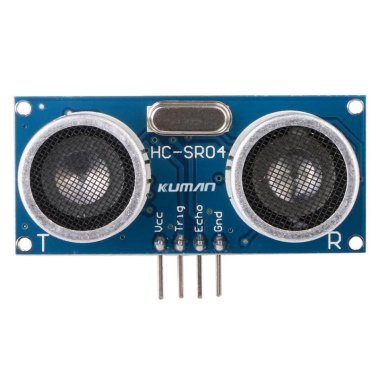 HC-SR04
KUMAN
Vcc
Trig
Echo
Gnd
T
R